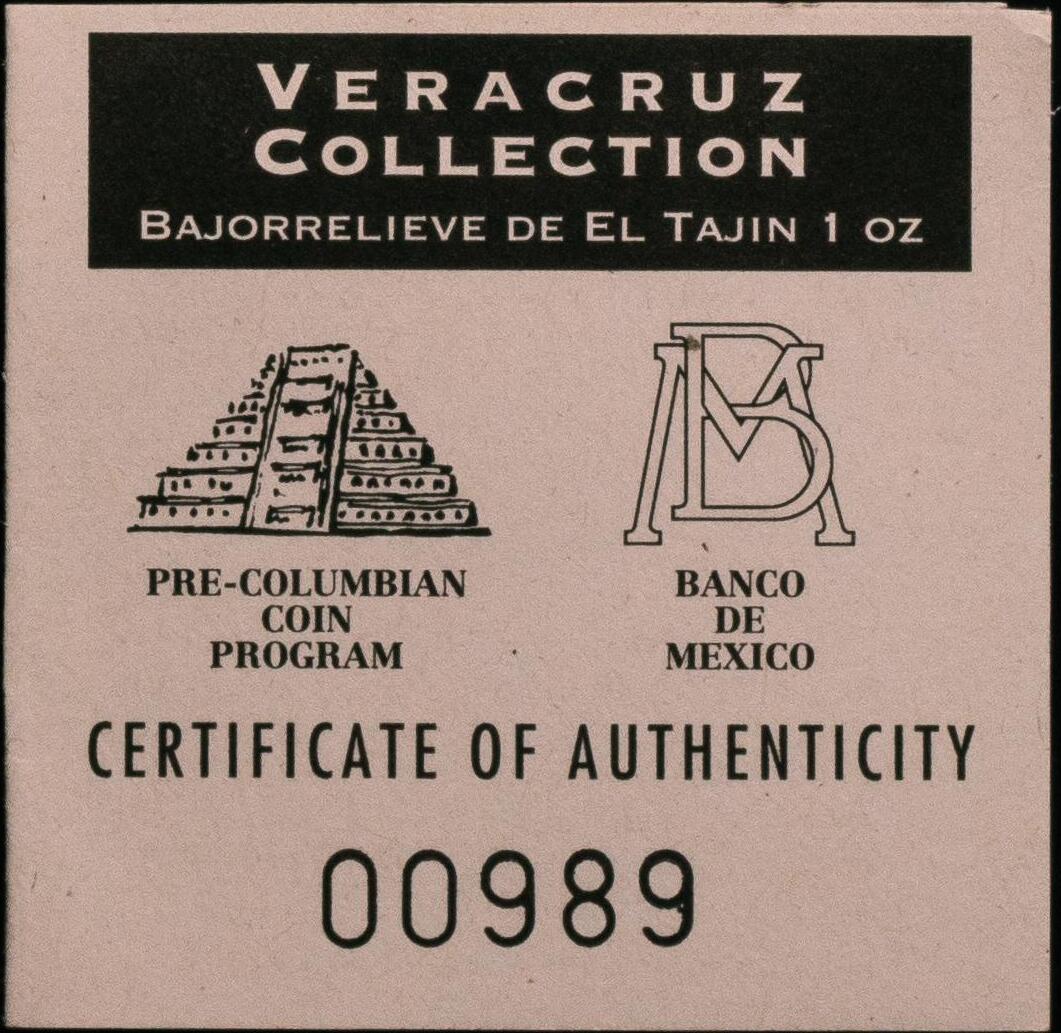 VERACRUZ
COLLECTION
BAJORRELIEVE DE EL TAJIN 1 OZ
PRE-COLUMBIAN
COIN
PROGRAM
BANCO
DE
MEXICO
CERTIFICATE OF AUTHENTICITY
00989